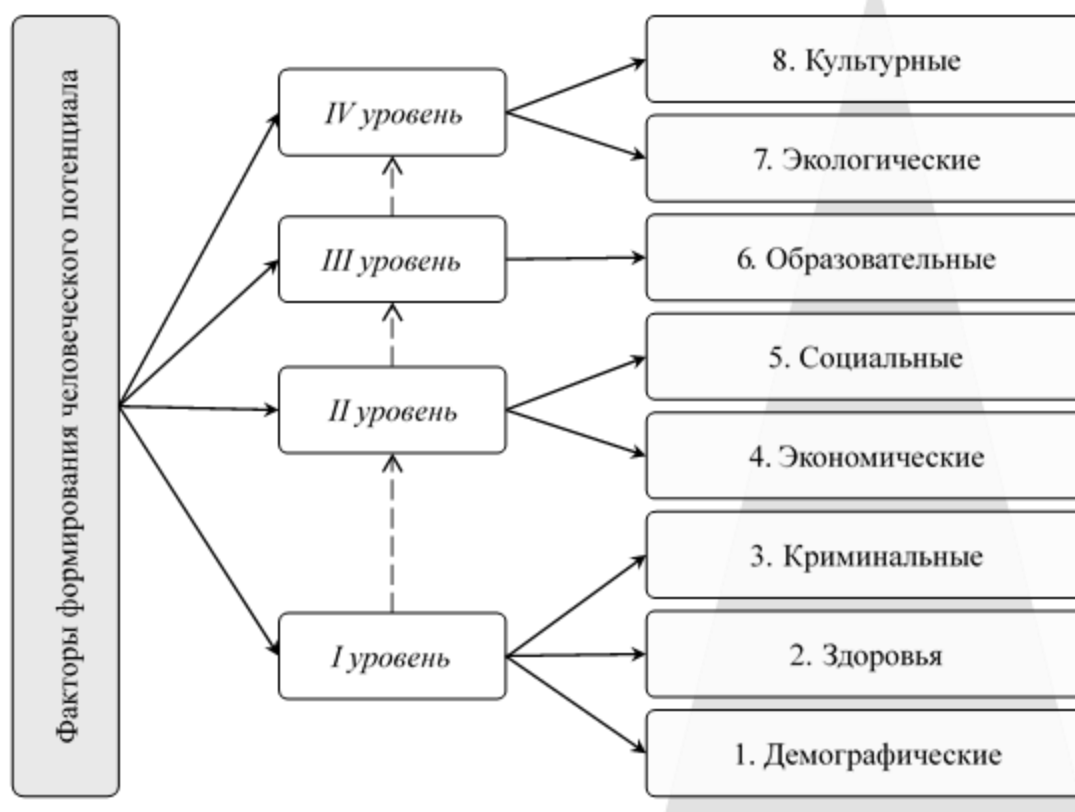 Факторы формирования человеческого потенциала
IV уровень
III уровень
II уровень
I уровень
8. Культурные
7. Экологические
6. Образовательные
5. Социальные
4. Экономические
3. Криминальные
2. Здоровья
1. Демографические